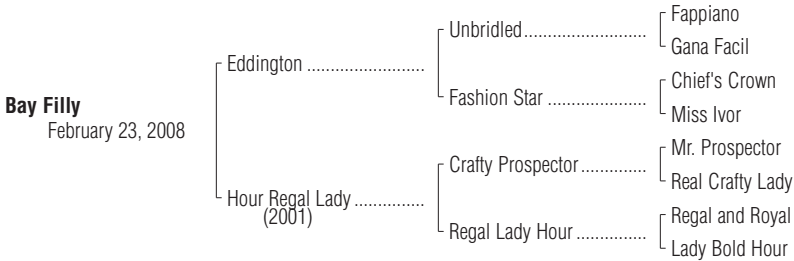 Fappiano
Unbridled........................
Gana Facil
Eddington .......................
Chief's Crown
Fashion Star ...................
Miss Ivor
Bay Filly
February 23, 2008
Mr. Prospector
Crafty Prospector.............
Real Crafty Lady
Hour Regal Lady ..............
(2001)
Regal and Royal
Regal Lady Hour ..............
Lady Bold Hour